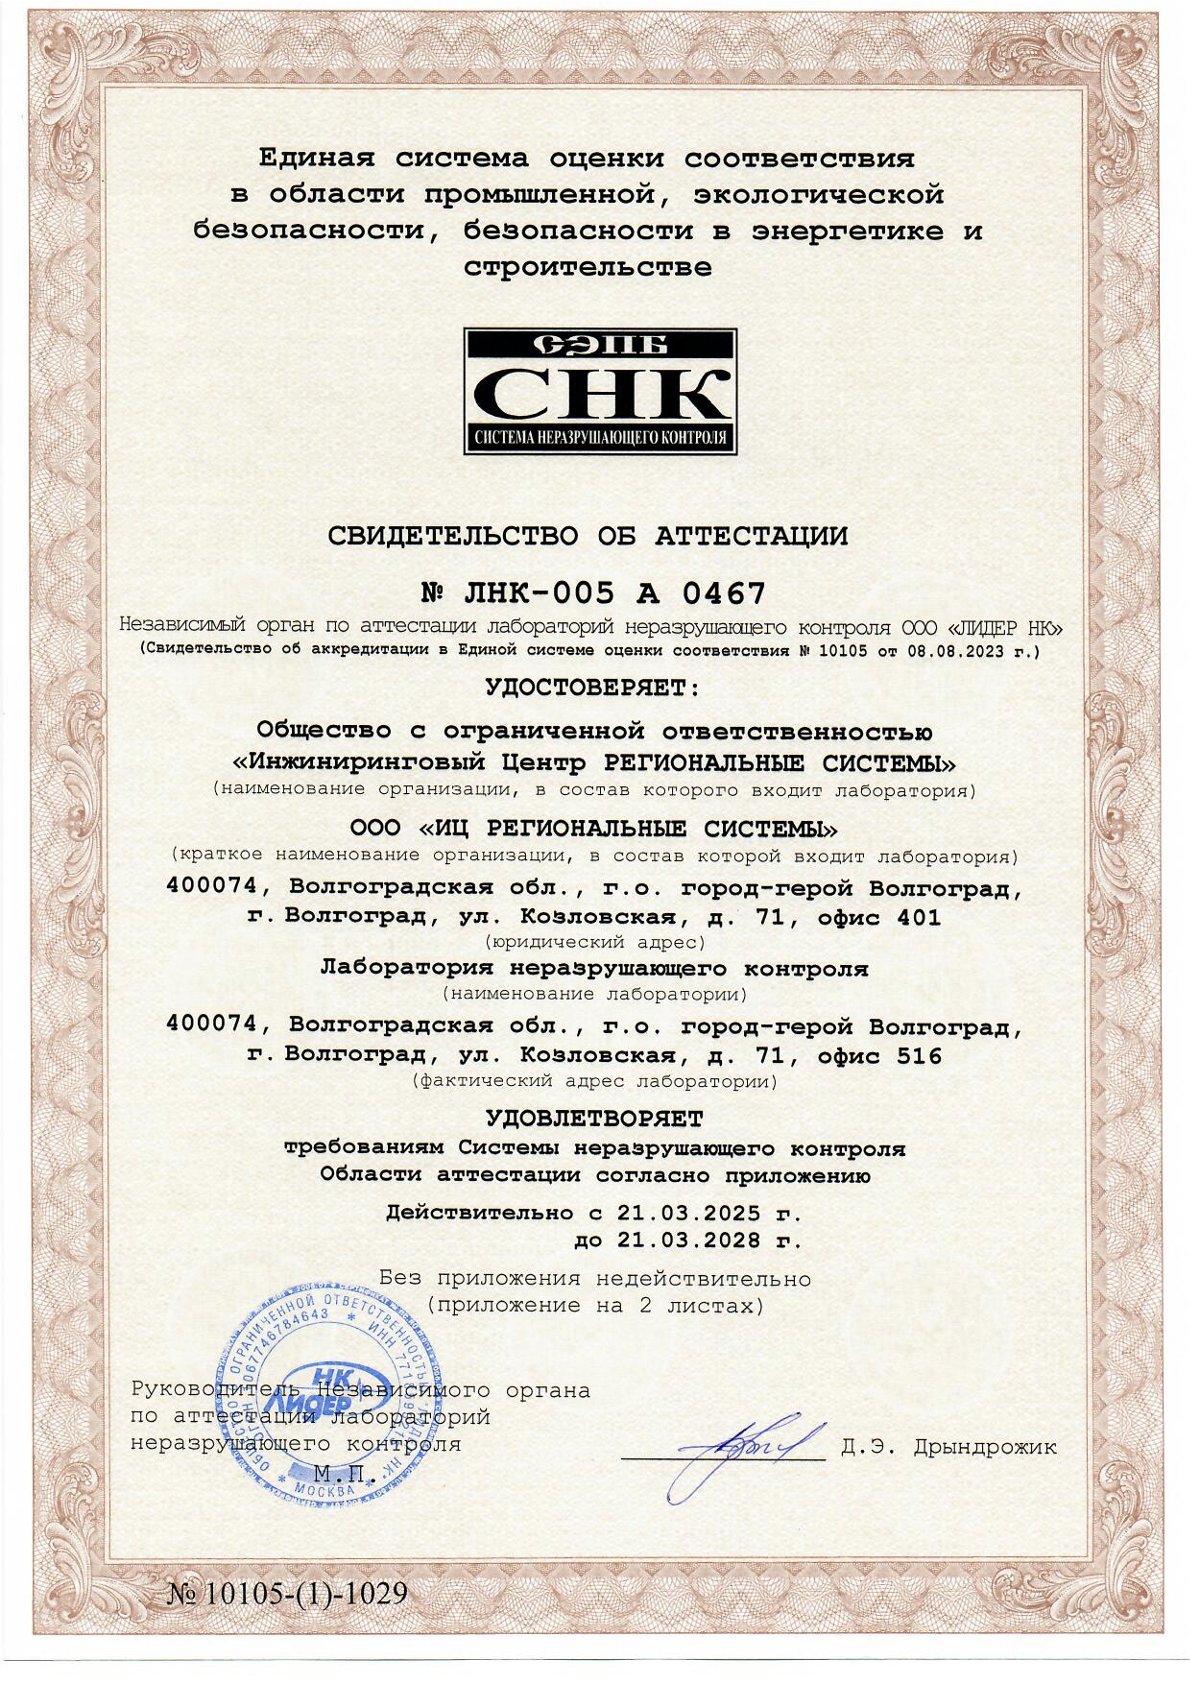 Единая система оценки соответствия
в области промышленной, экологической
безопасности, безопасности в энергетике и
строительстве
СЭПБ
СНК
СИСТЕМА НЕРАЗРУШАЮЩЕГО КОНТРОЛЯ
СВИДЕТЕЛЬСТВО ОБ АТТЕСТАЦИИ
№ ЛНК-005 А 0467
Независимый орган по аттестации лабораторий неразрушающего контроля ООО «ЛИДЕР НК»
(Свидетельство об аккредитации в Единой системе оценки соответствия № 10105 от 08.08.2023 г.)
УДОСТОВЕРЯЕТ:
Общество с ограниченной ответственностью
«Инжиниринговый Центр РЕГИОНАЛЬНЫЕ СИСТЕМЫ»
(наименование организации, в состав которого входит лаборатория)
ООО «ИЦ РЕГИОНАЛЬНЫЕ СИСТЕМЫ»
(краткое наименование организации, в состав которой входит лаборатория)
400074, Волгоградская обл., г.о. город-герой Волгоград,
г. Волгоград, ул. Козловская, д. 71, офис 401
(юридический адрес)
Лаборатория неразрушающего контроля
(наименование лаборатории)
400074, Волгоградская обл., г.о. город-герой Волгоград,
г. Волгоград, ул. Козловская, д. 71, офис 516
(фактический адрес лаборатории)
УДОВЛЕТВОРЯЕТ
требованиям Системы неразрушающего контроля
Области аттестации согласно приложению
Действительно с 21.03.2025 г.
до 21.03.2028 г.
Без приложения недействительно
(приложение на 2 листах)
Руководитель Независимого органа
по аттестации лабораторий
неразрушающего контроля
М.П.
Д.Э. Дрындрожик
ОБЩЕСТВО С ОГРАНИЧЕННОЙ ОТВЕТСТВЕННОСТЬЮ
НК
ЛИДЕР
* МОСКВА *
№ 10105-(1)-1029